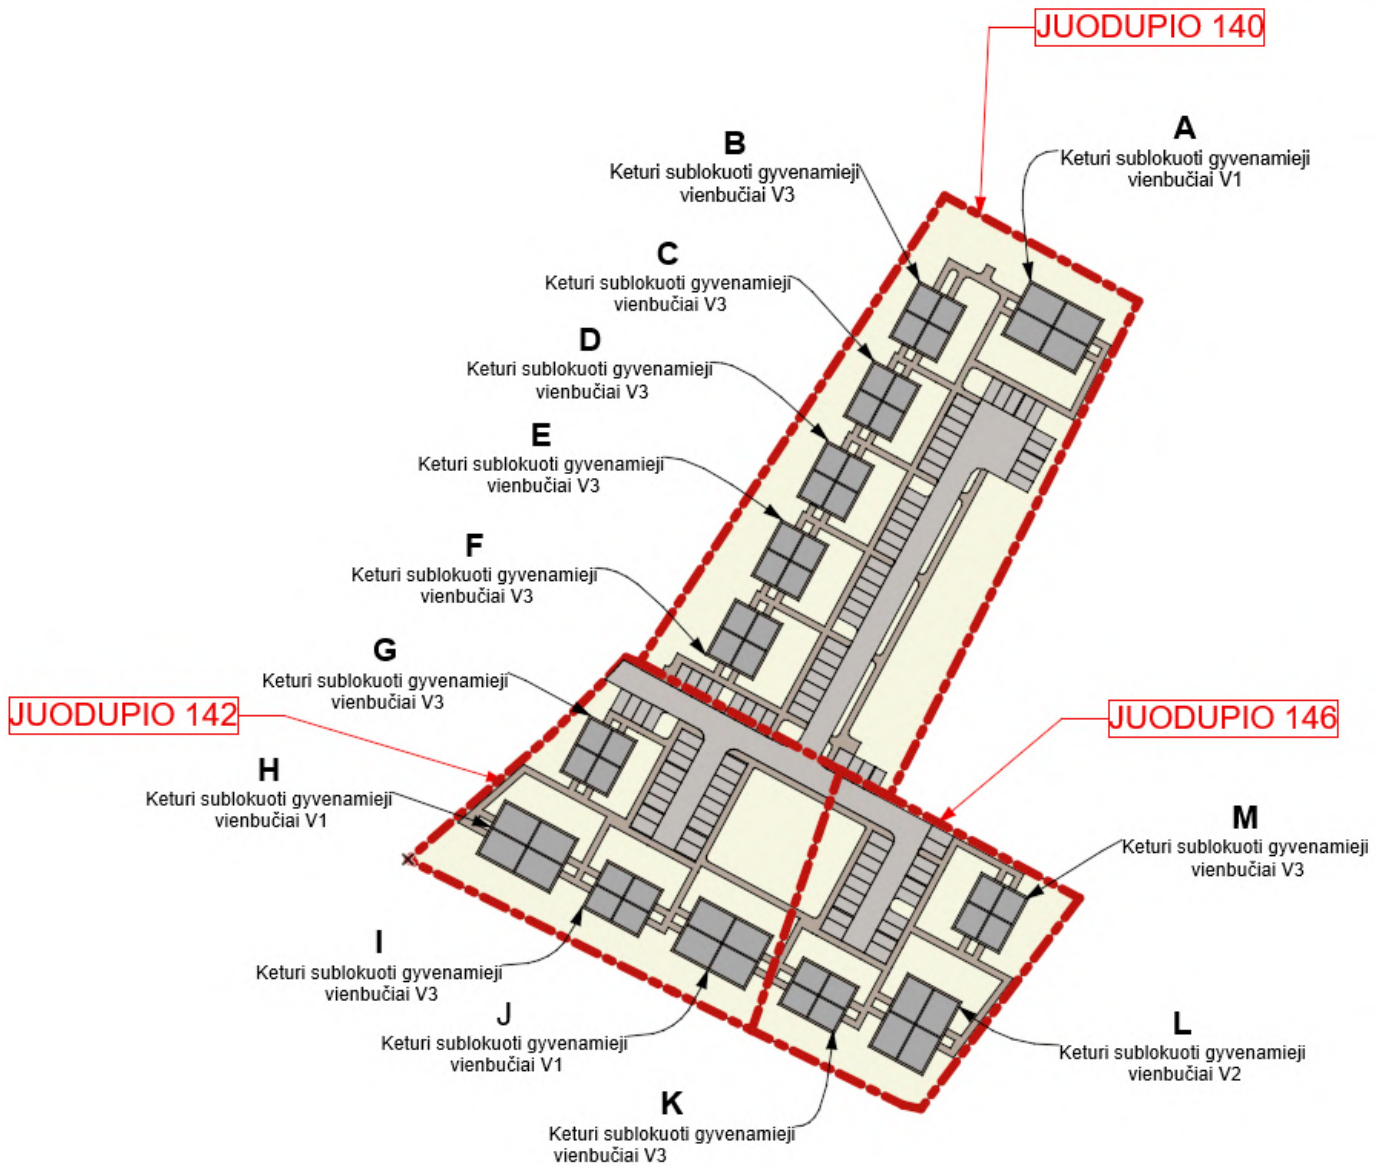 JUODUPIO 140
A
Keturi sublokuoti gyvenamieji
vienbučiai V1
B
Keturi sublokuoti gyvenamieji
vienbučiai V3
C
Keturi sublokuoti gyvenamieji
vienbučiai V3
D
Keturi sublokuoti gyvenamieji
vienbučiai V3
E
Keturi sublokuoti gyvenamieji
vienbučiai V3
F
Keturi sublokuoti gyvenamieji
vienbučiai V3
G
Keturi sublokuoti gyvenamieji
vienbučiai V3
JUODUPIO 142
JUODUPIO 146
H
Keturi sublokuoti gyvenamieji
vienbučiai V1
M
Keturi sublokuoti gyvenamieji
vienbučiai V3
I
Keturi sublokuoti gyvenamieji
vienbučiai V3
J
Keturi sublokuoti gyvenamieji
vienbučiai V1
L
Keturi sublokuoti gyvenamieji
vienbučiai V2
K
Keturi sublokuoti gyvenamieji
vienbučiai V3